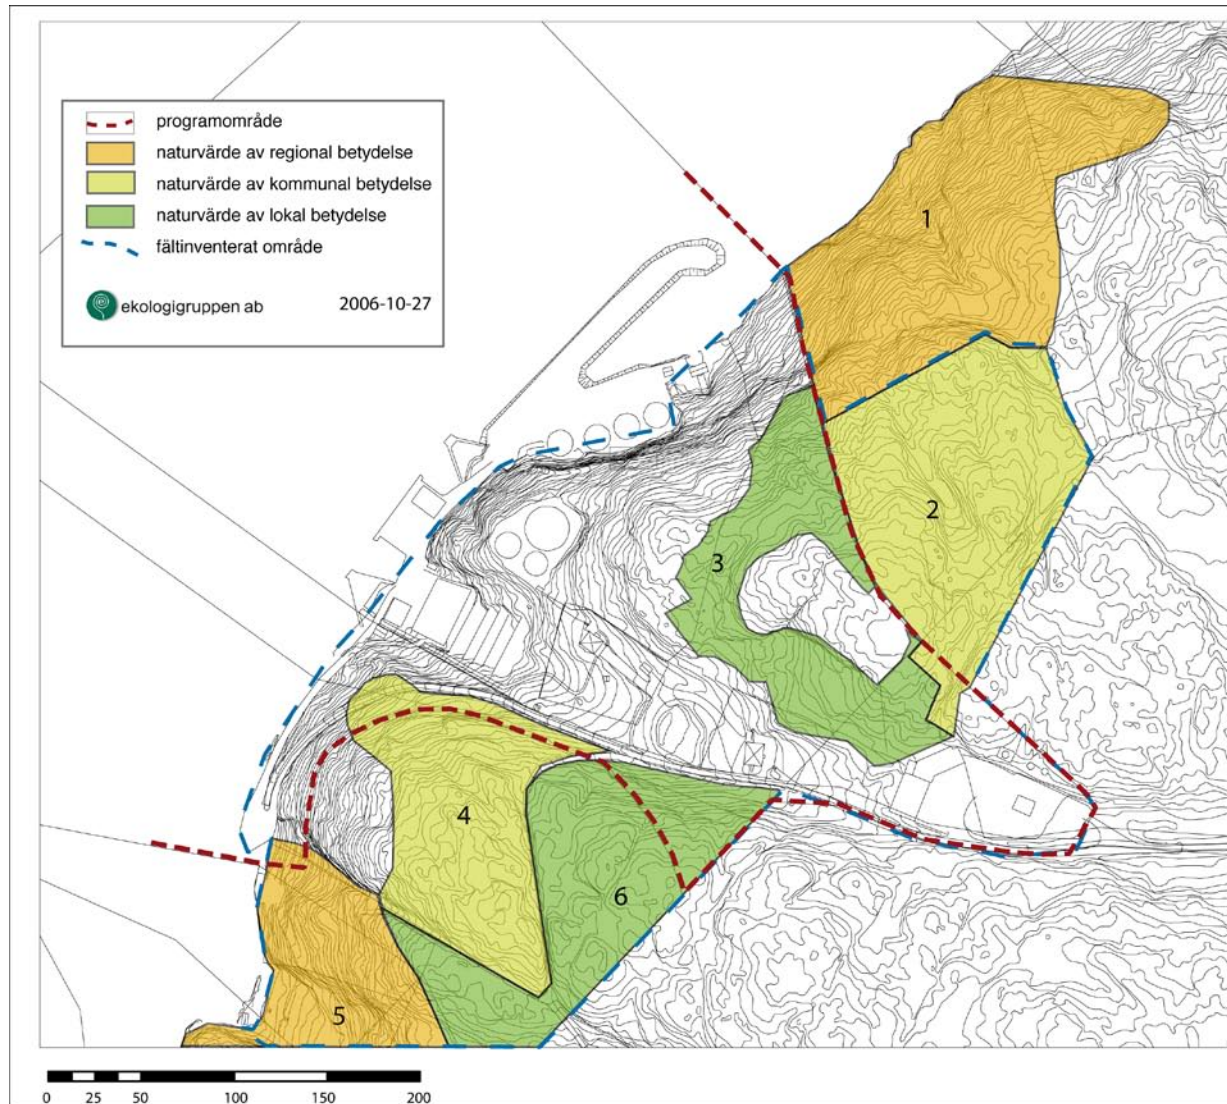 programområde
naturvärde av regional betydelse
naturvärde av kommunal betydelse
naturvärde av lokal betydelse
fältinventerat område
ekologigruppen ab 2006-10-27
1
2
3
4
6
5
0 25 50 100 150 200